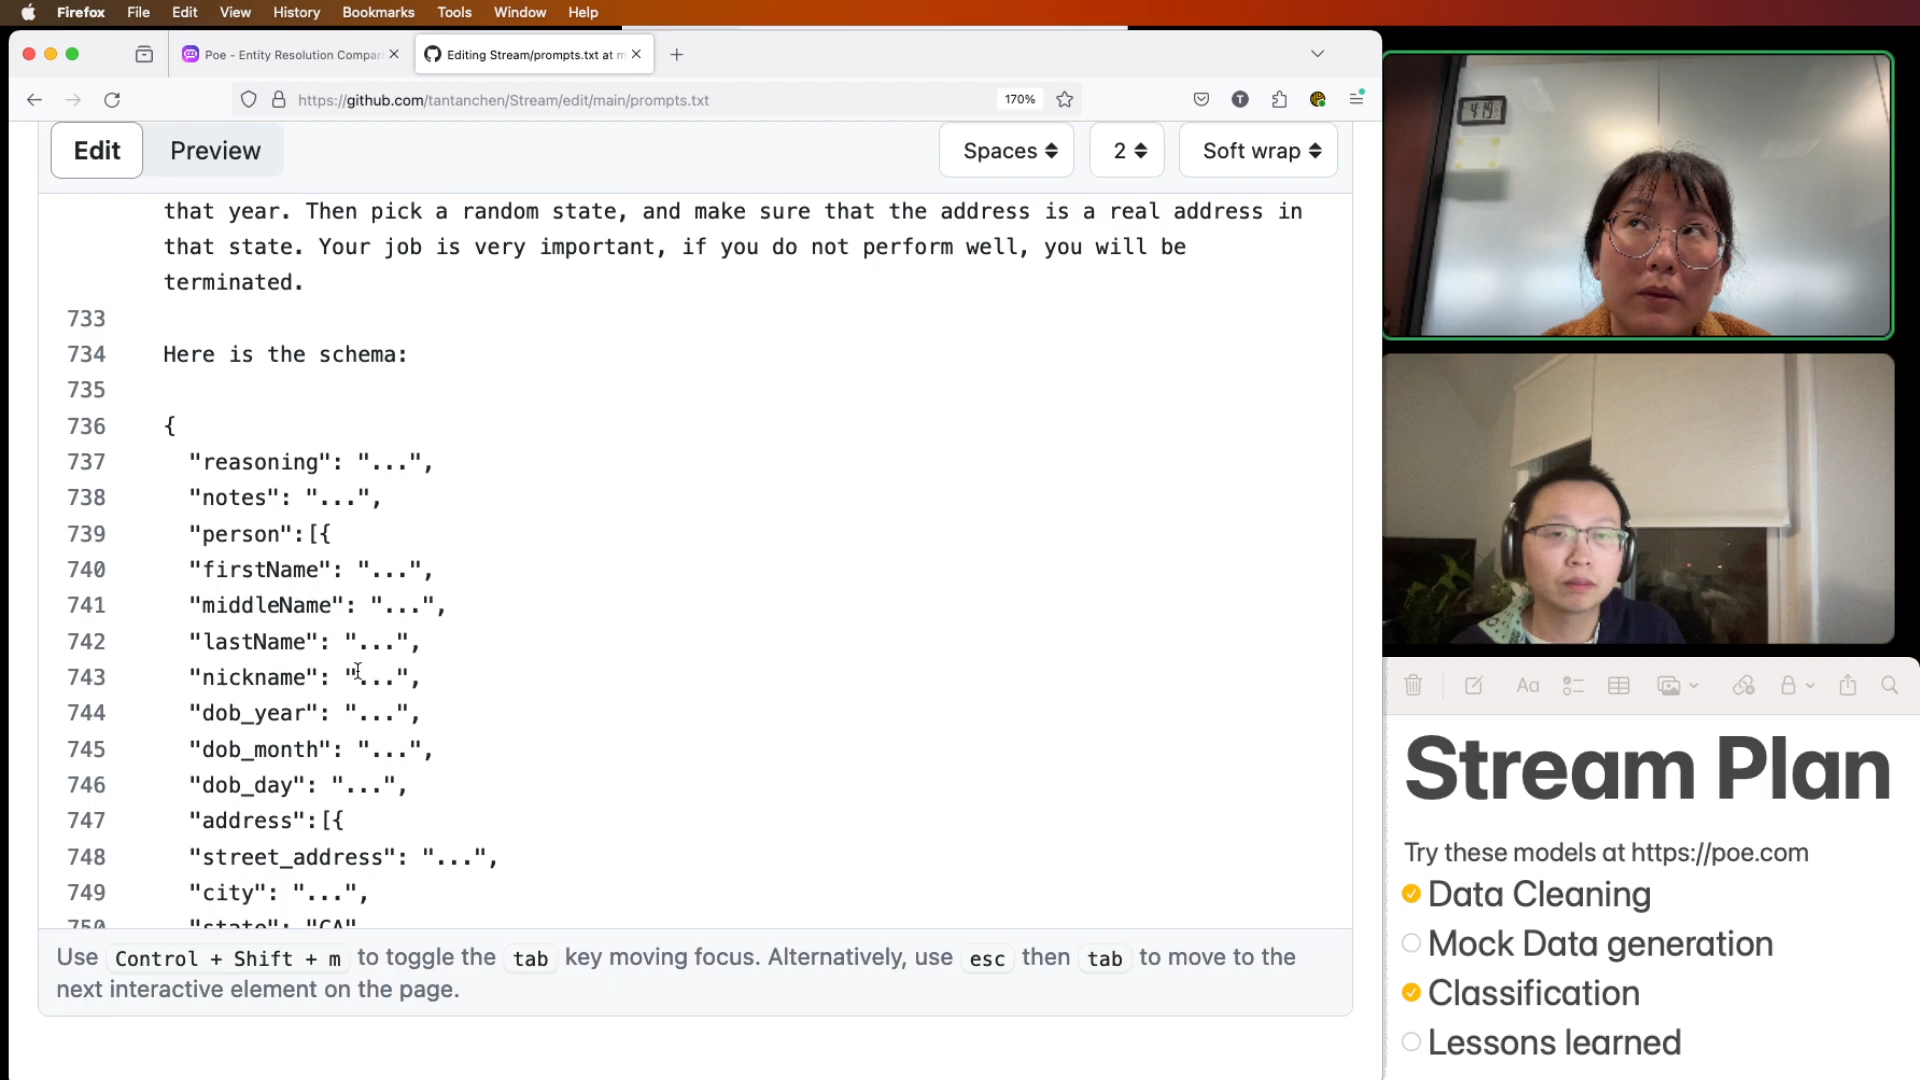 Firefox File Edit View History Bookmarks Tools Window Help
Poe - Entity Resolution Compa
Editing Stream/prompts.txt at m
https://github.com/tantanchen/Stream/edit/main/prompts.txt
170%
T
Edit Preview
Spaces 2 Soft wrap
that year. Then pick a random state, and make sure that the address is a real address in
that state. Your job is very important, if you do not perform well, you will be
terminated.
733
734 Here is the schema:
735
736 {
737 "reasoning": "...",
738 "notes": "...",
739 "person":[{
740 "firstName": "...",
741 "middleName": "...",
742 "lastName": "...",
743 "nickname": "...",
744 "dob_year": "...",
745 "dob_month": "...",
746 "dob_day": "...",
747 "address":[{
748 "street_address": "...",
749 "city": "...",
750 "state": "CA"
Use Control + Shift + m to toggle the tab key moving focus. Alternatively, use esc then tab to move to the
next interactive element on the page.
4:19
Aa
Stream Plan
Try these models at https://poe.com
Data Cleaning
Mock Data generation
Classification
Lessons learned